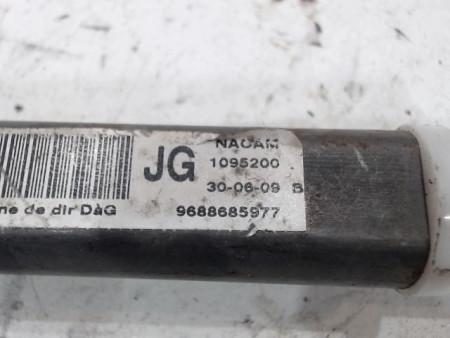 NACAM
JG 1095200
30-06-09 B
ne de dir DàG
9688685977